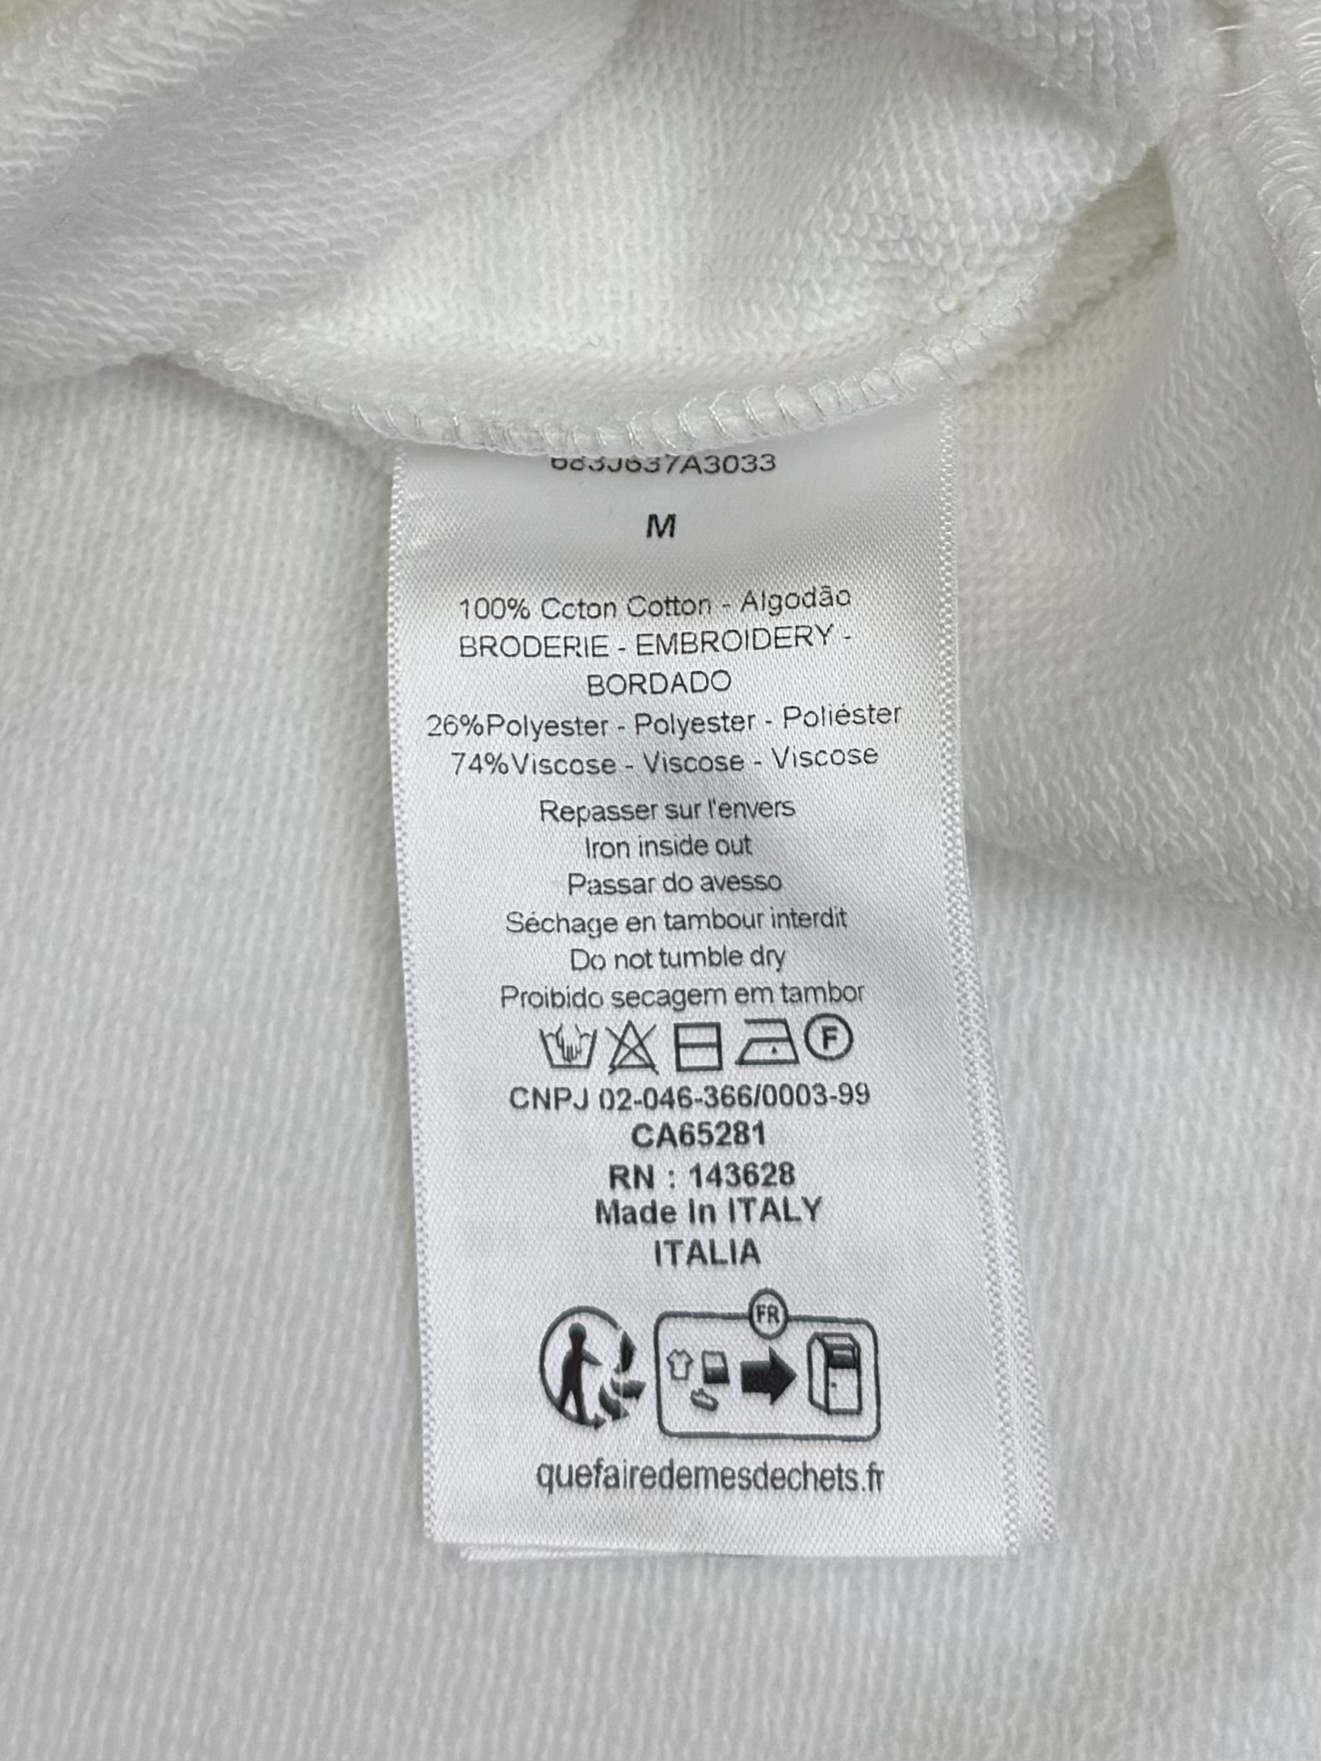 683J637A3033
M
100% Ccton Cotton - Algodão
BRODERIE - EMBROIDERY -
BORDADO
26%Polyester - Polyester - Poliéster
74%Viscose - Viscose - Viscose
Repasser sur l'envers
Iron inside out
Passar do avesso
Séchage en tambour interdit
Do not tumble dry
Proibido secagem em tambor
F
CNPJ 02-046-366/0003-99
CA65281
RN : 143628
Made In ITALY
ITALIA
FR
quefairedemesdechets.fr